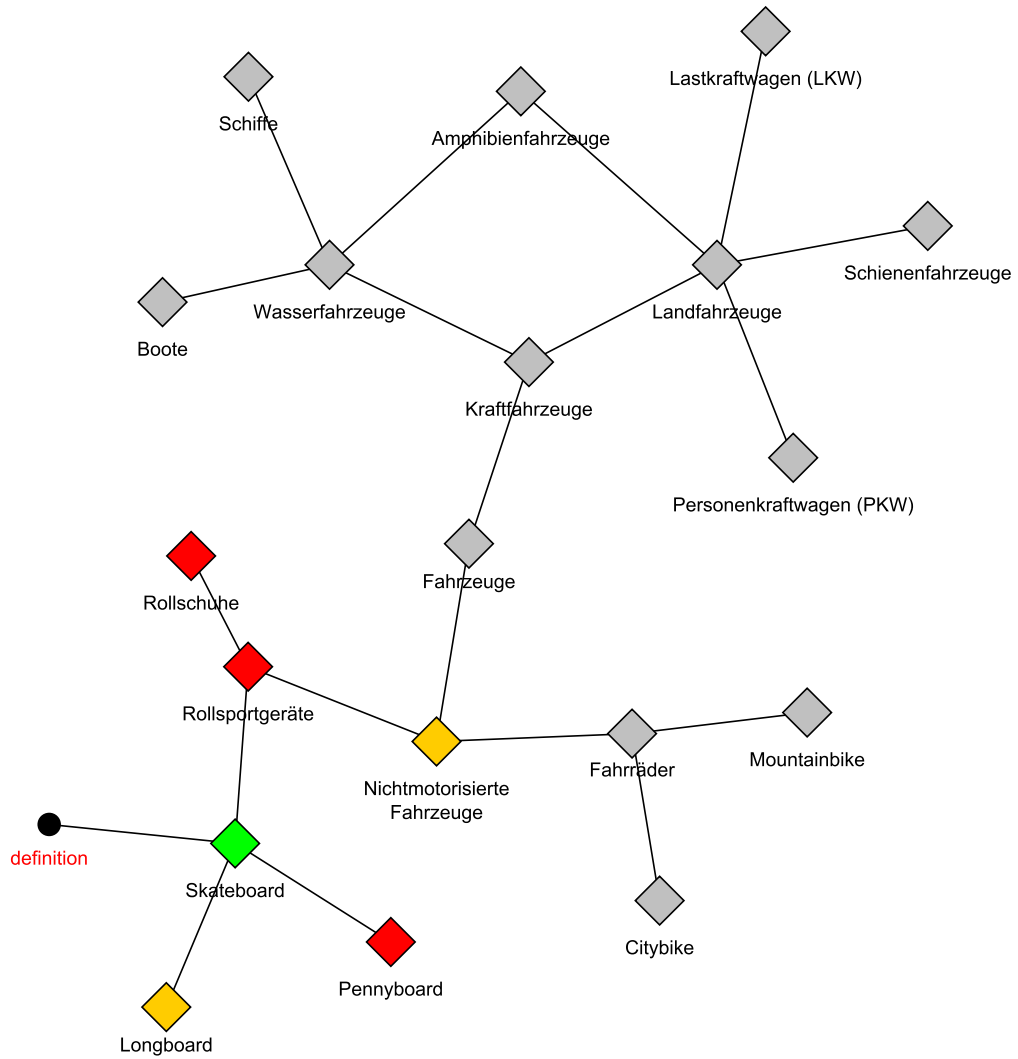 Lastkraftwagen (LKW)
Schiffe
Amphibienfahrzeuge
Schienenfahrzeuge
Wasserfahrzeuge
Landfahrzeuge
Boote
Kraftfahrzeuge
Personenkraftwagen (PKW)
Fahrzeuge
Rollschuhe
Rollsportgeräte
Mountainbike
Fahrräder
Nichtmotorisierte
Fahrzeuge
definition
Skateboard
Citybike
Pennyboard
Longboard